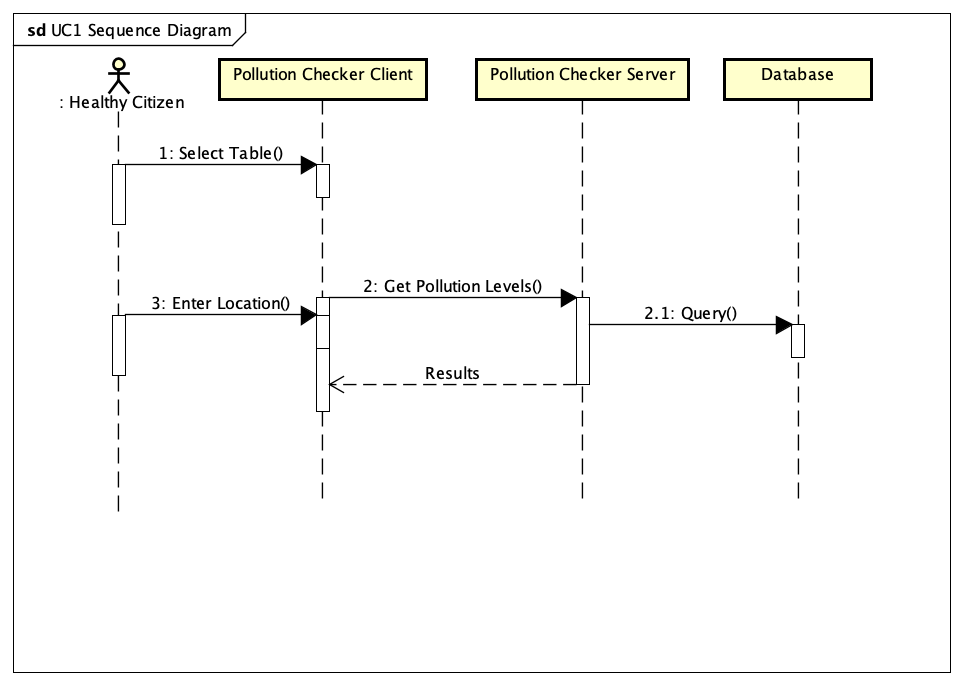 sd UC1 Sequence Diagram
: Healthy Citizen
Pollution Checker Client
Pollution Checker Server
Database
1: Select Table()
2: Get Pollution Levels()
3: Enter Location()
2.1: Query()
Results